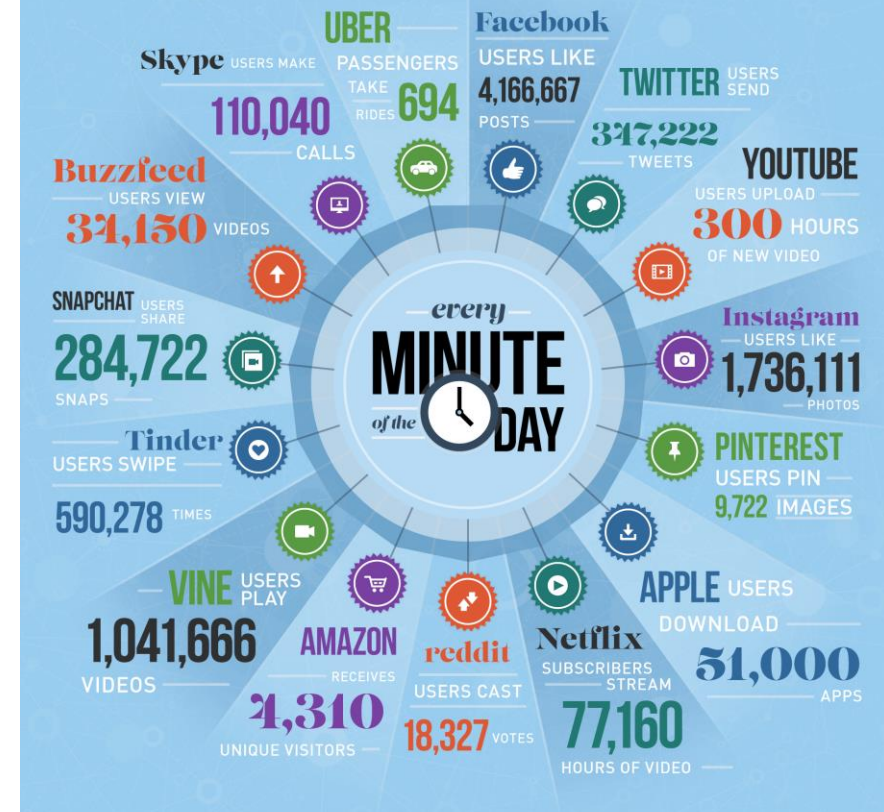 every
MINUTE
of the
DAY
Facebook
USERS LIKE
4,166,667
POSTS
TWITTER USERS
SEND
347,222
TWEETS
YOUTUBE
USERS UPLOAD
300 HOURS
OF NEW VIDEO
Instagram
USERS LIKE
1,736,111
PHOTOS
PINTEREST
USERS PIN
9,722 IMAGES
APPLE USERS
DOWNLOAD
51,000
APPS
Netflix
SUBSCRIBERS
STREAM
77,160
HOURS OF VIDEO
reddit
USERS CAST
18,327 VOTES
AMAZON
RECEIVES
4,310
UNIQUE VISITORS
VINE USERS
PLAY
1,041,666
VIDEOS
Tinder
USERS SWIPE
590,278 TIMES
SNAPCHAT USERS
SHARE
284,722
SNAPS
Buzzfeed
USERS VIEW
34,150 VIDEOS
Skype USERS MAKE
110,040
CALLS
UBER
PASSENGERS
TAKE
RIDES 694